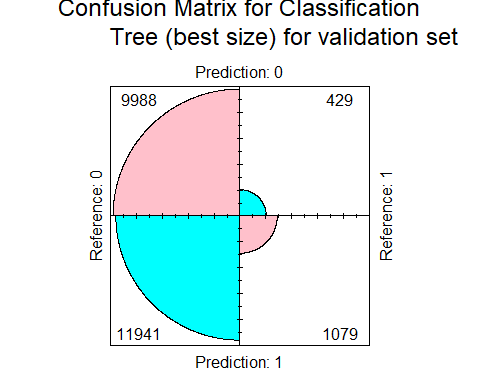 Confusion Matrix for Classification
Tree (best size) for validation set
Prediction: 0
9988
429
Reference: 0
Reference: 1
11941
1079
Prediction: 1